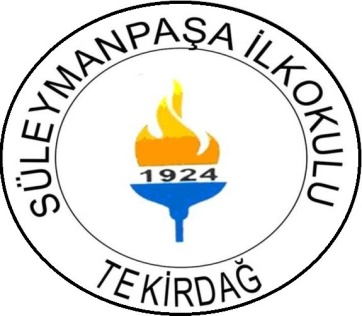 SÜLEYMANPAŞA İLKOKULU
1924
TEKİRDAĞ